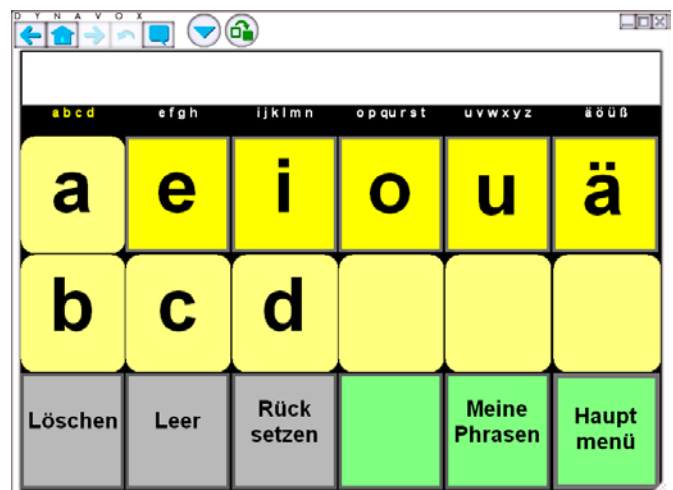 DYNAVOX
abcd efgh ijklmn opqurst uvwxyz äöüß
a e i o u ä
b c d
Löschen Leer Rück setzen Meine Phrasen Haupt menü